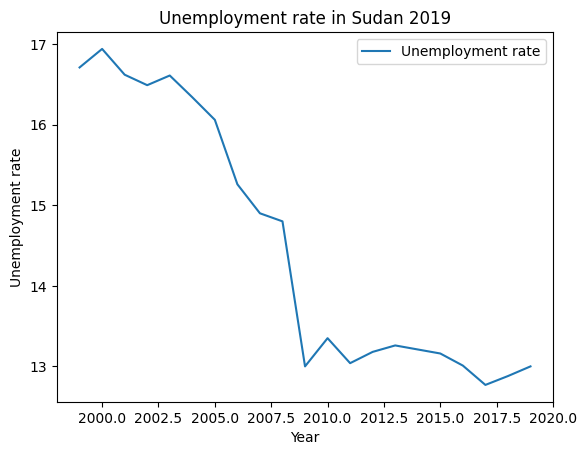 Unemployment rate in Sudan 2019
Unemployment rate
17
16
15
14
13
Unemployment rate
2000.0 2002.5 2005.0 2007.5 2010.0 2012.5 2015.0 2017.5 2020.0
Year